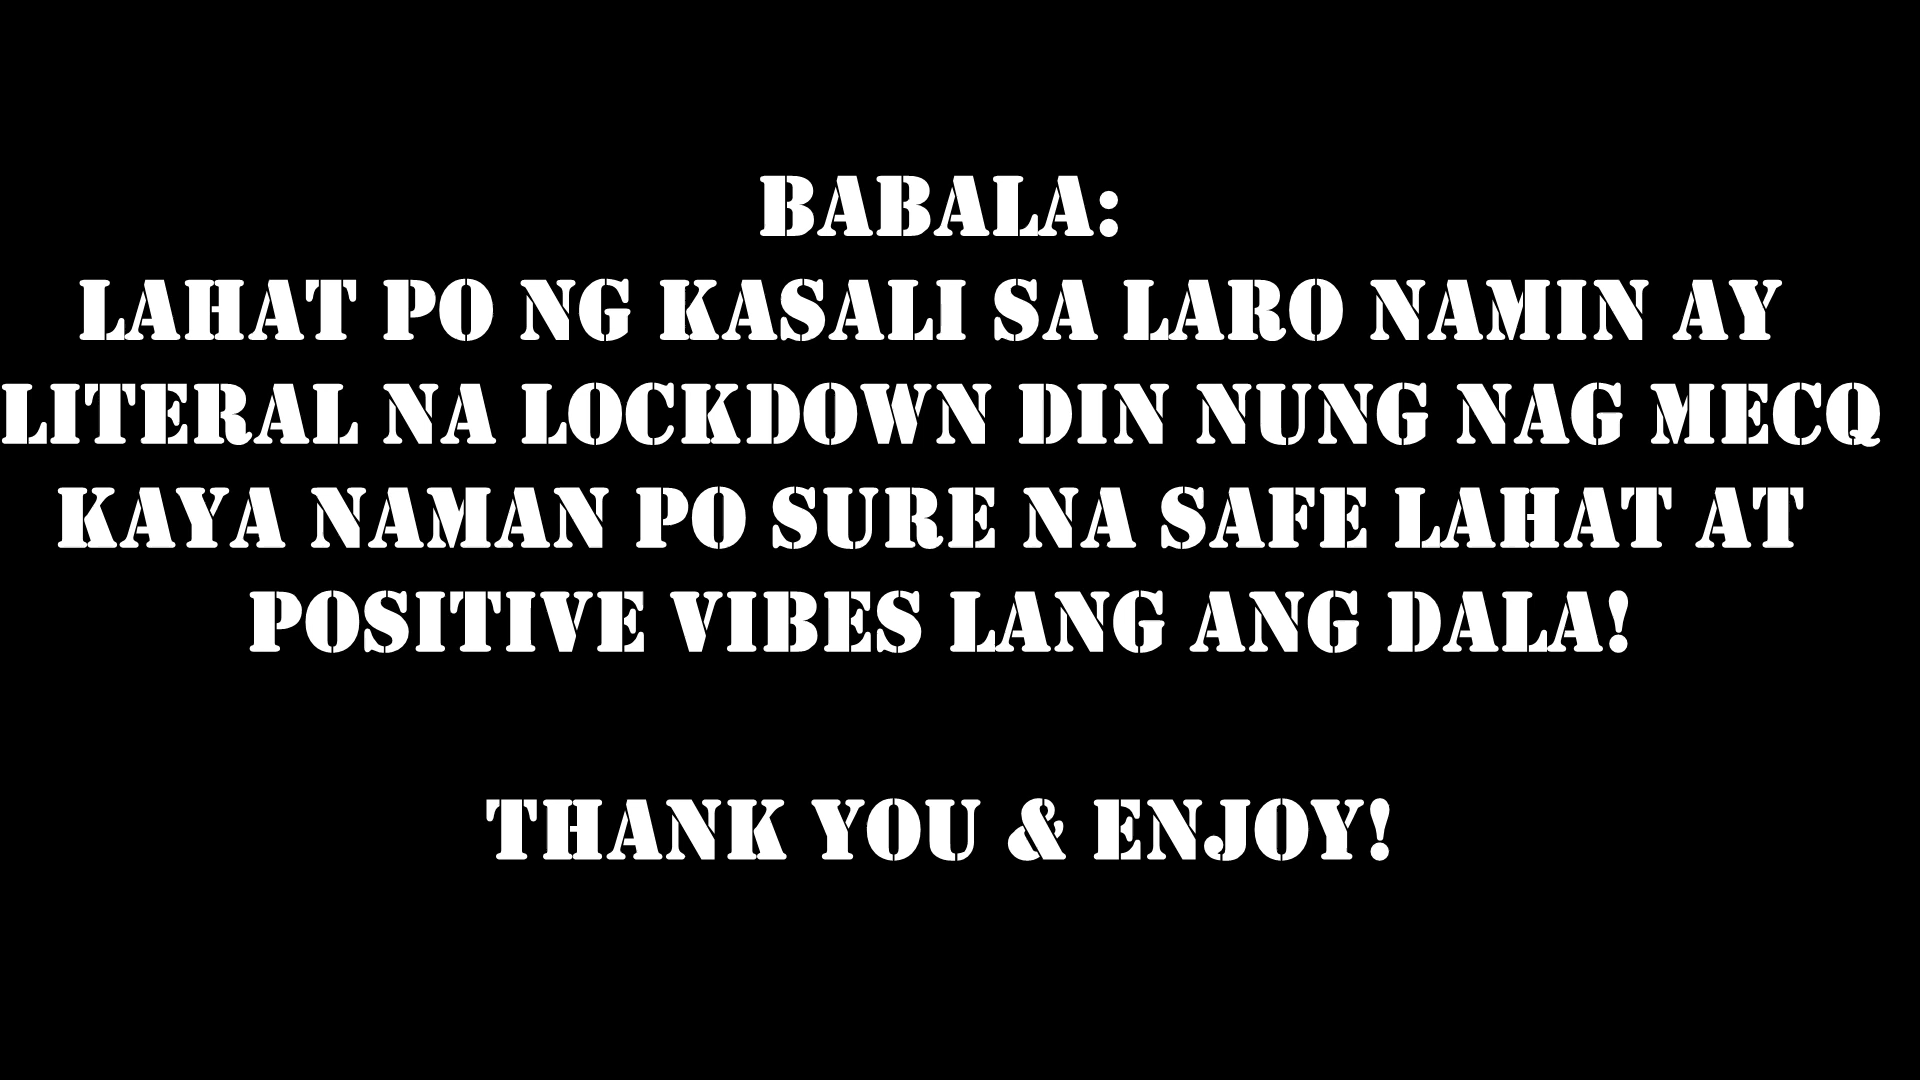 BABALA:
LAHAT PO NG KASALI SA LARO NAMIN AY
LITERAL NA LOCKDOWN DIN NUNG NAG MECQ
KAYA NAMAN PO SURE NA SAFE LAHAT AT
POSITIVE VIBES LANG ANG DALA!
THANK YOU & ENJOY!